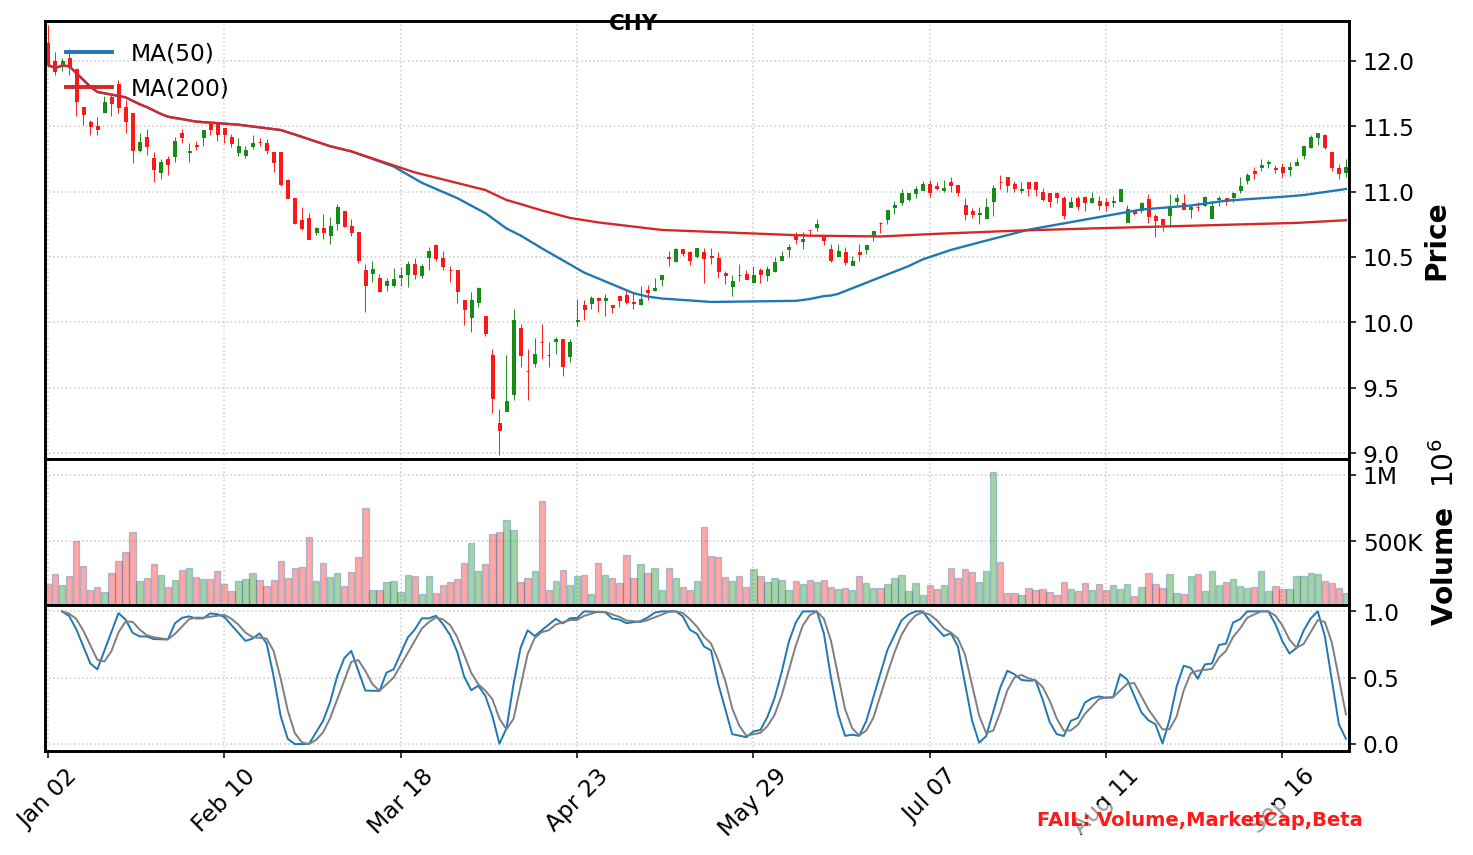 CHY
MA(50)
MA(200)
12.0
11.5
11.0
10.5
10.0
9.5
9.0
Price
1M
500K
Volume 10^6
1.0
0.5
0.0
Jan 02
Feb 10
Mar 18
Apr 23
May 29
Jul 07
Aug 11
Sep 16
FAIL: Volume,MarketCap,Beta